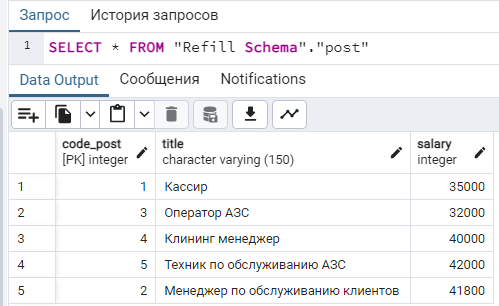 Запрос История запросов
1 SELECT * FROM "Refill Schema"."post"
Data Output Сообщения Notifications
code_post title salary
[PK] integer character varying (150) integer
1 1 Кассир 35000
2 3 Оператор АЗС 32000
3 4 Клининг менеджер 40000
4 5 Техник по обслуживанию АЗС 42000
5 2 Менеджер по обслуживанию клиентов 41800